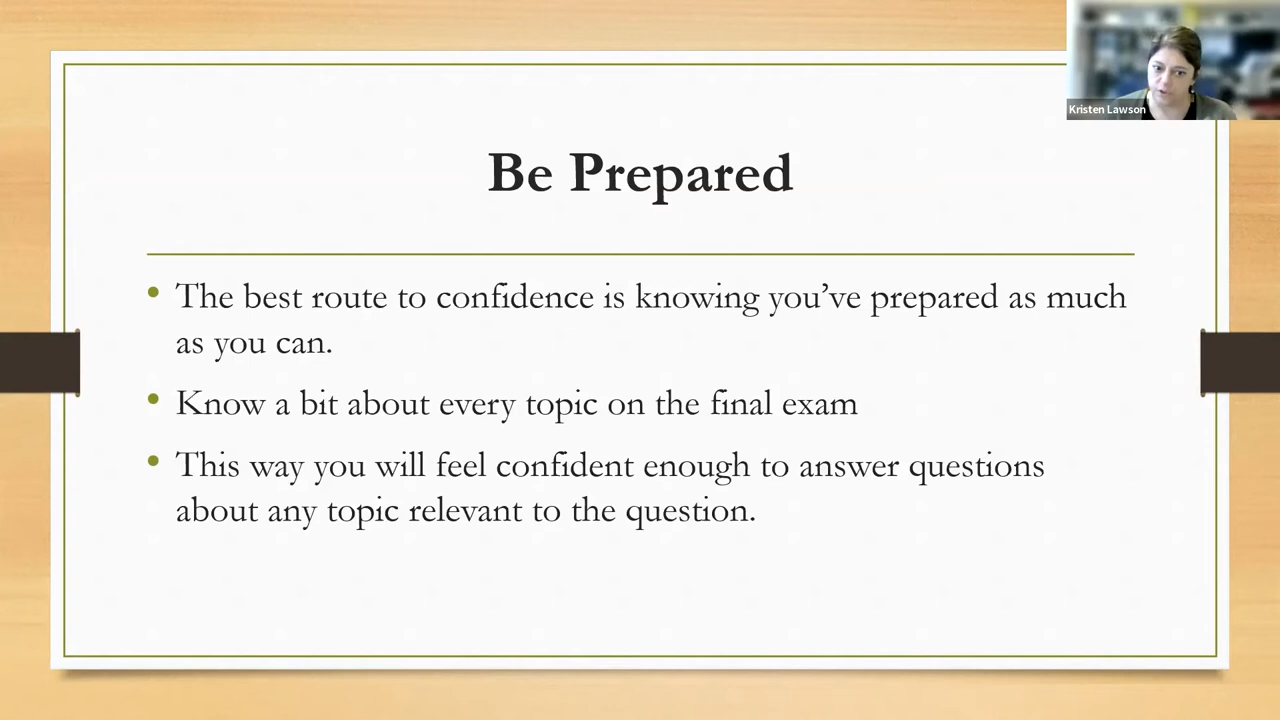 Kristen Lawson
Be Prepared
• The best route to confidence is knowing you’ve prepared as much
as you can.
• Know a bit about every topic on the final exam
• This way you will feel confident enough to answer questions
about any topic relevant to the question.